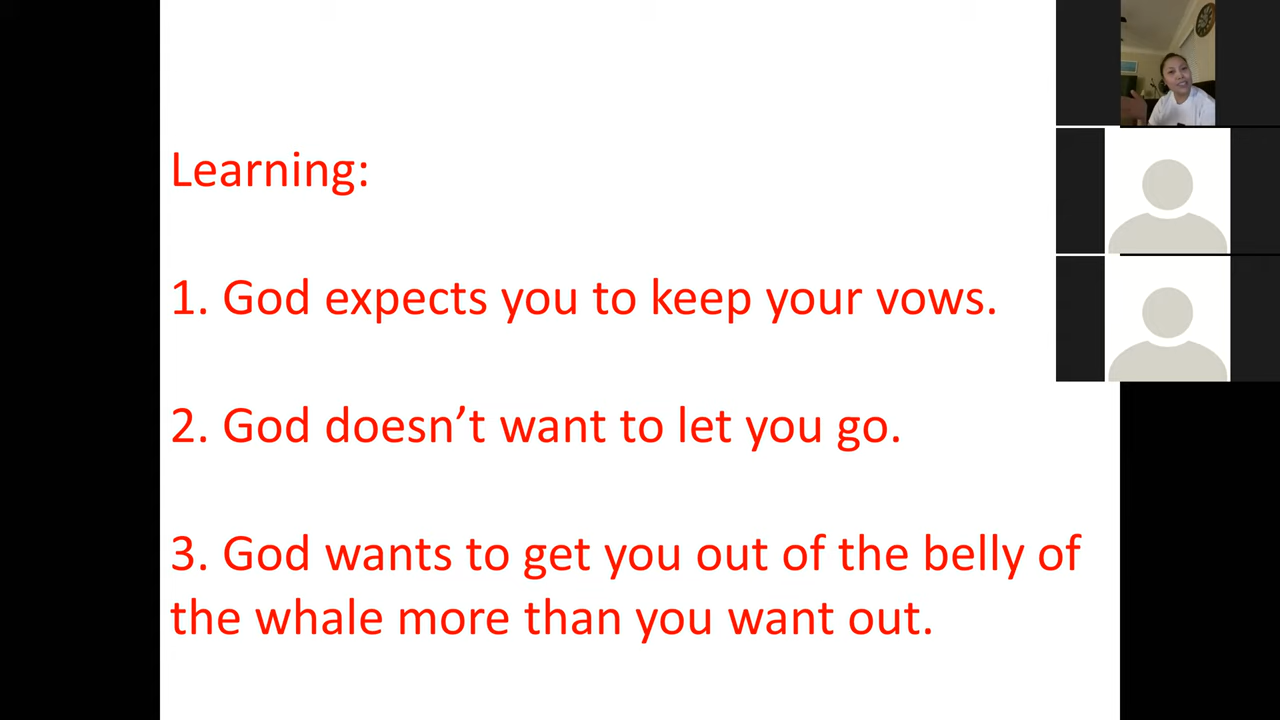 Learning:
1. God expects you to keep your vows.
2. God doesn’t want to let you go.
3. God wants to get you out of the belly of
the whale more than you want out.